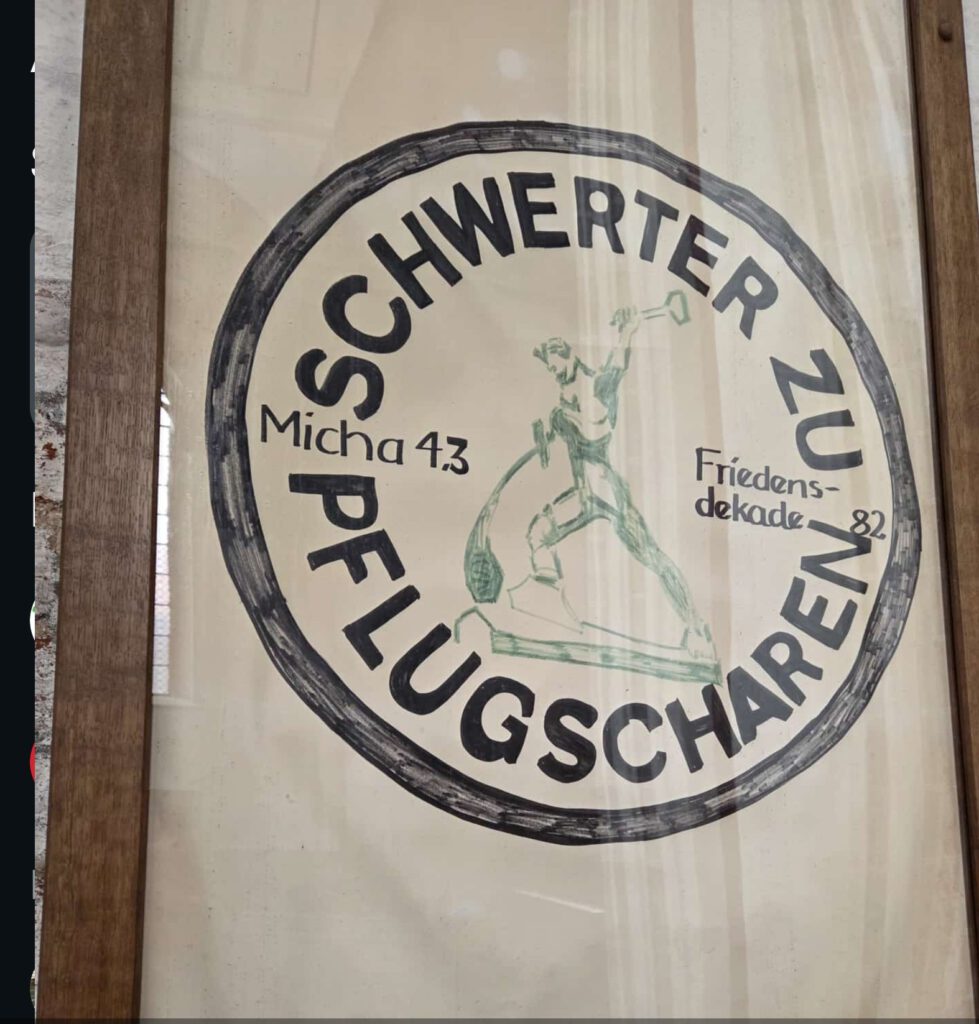 SCHWERTER ZU
PFLUGSCHAREN
Micha 4.3
Friedens-
dekade 82